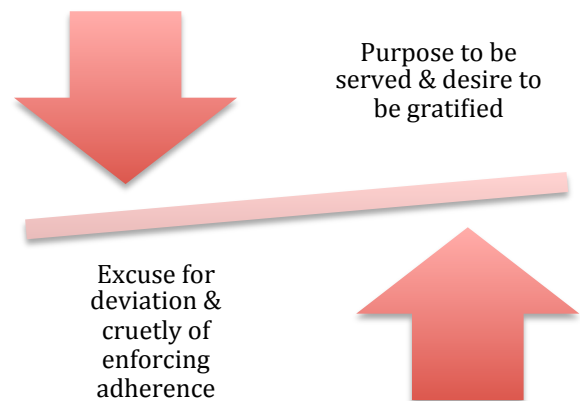 Purpose to be
served & desire to
be gratified
Excuse for
deviation &
cruetly of
enforcing
adherence